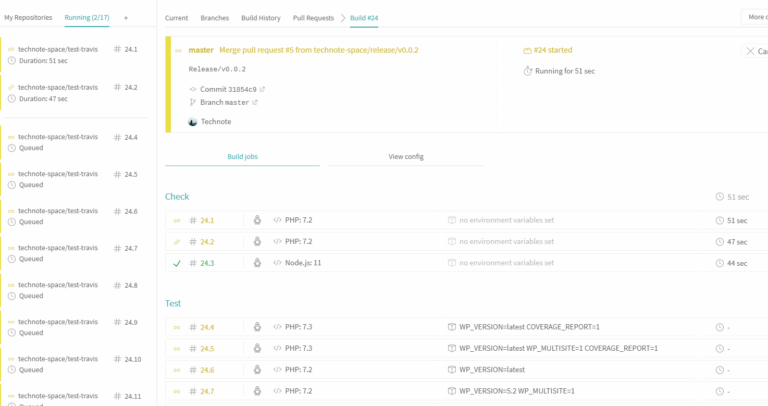 My Repositories Running (2/17) +
technote-space/test-travis # 24.1
Duration: 51 sec
technote-space/test-travis # 24.2
Duration: 47 sec
technote-space/test-travis # 24.4
Queued
technote-space/test-travis # 24.5
Queued
technote-space/test-travis # 24.6
Queued
technote-space/test-travis # 24.7
Queued
technote-space/test-travis # 24.8
Queued
technote-space/test-travis # 24.9
Queued
technote-space/test-travis # 24.10
Queued
technote-space/test-travis # 24.11
Current Branches Build History Pull Requests Build #24
More
master Merge pull request #5 from technote-space/release/v0.0.2
Release/v0.0.2
Commit 31854c9
Branch master
Technote
#24 started
Running for 51 sec
Build jobs View config
Check 51 sec
# 24.1 PHP: 7.2 no environment variables set 51 sec
# 24.2 PHP: 7.2 no environment variables set 47 sec
# 24.3 Node.js: 11 no environment variables set 44 sec
Test
# 24.4 PHP: 7.3 WP_VERSION=latest COVERAGE_REPORT=1 -
# 24.5 PHP: 7.3 WP_VERSION=latest WP_MULTISITE=1 COVERAGE_REPORT=1 -
# 24.6 PHP: 7.2 WP_VERSION=latest -
# 24.7 PHP: 7.2 WP_VERSION=5.2 WP_MULTISITE=1 -